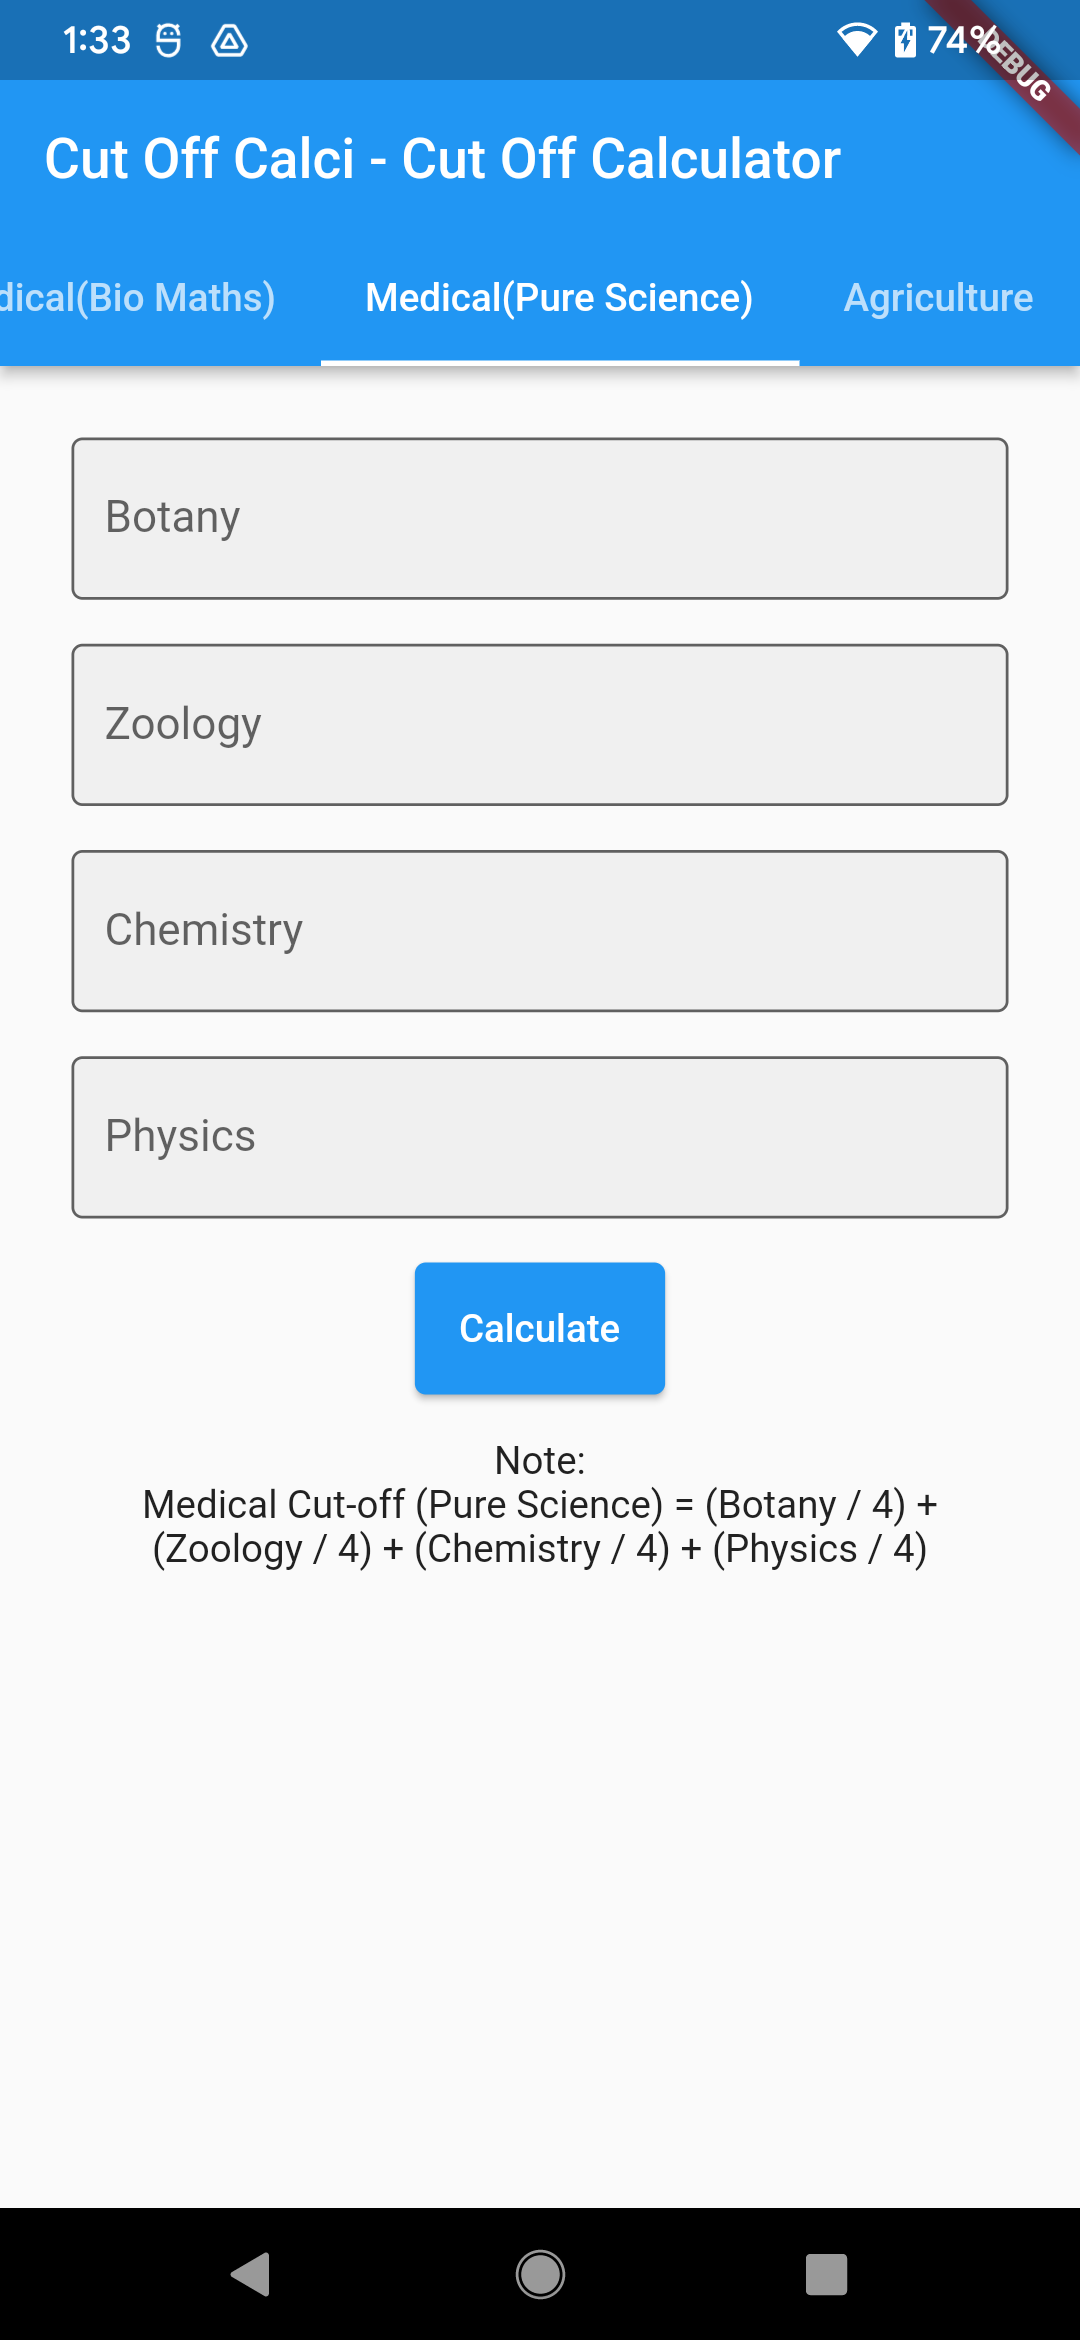 1:33 74%
DEBUG
Cut Off Calci - Cut Off Calculator
dical(Bio Maths) Medical(Pure Science) Agriculture
Botany
Zoology
Chemistry
Physics
Calculate
Note:
Medical Cut-off (Pure Science) = (Botany / 4) +
(Zoology / 4) + (Chemistry / 4) + (Physics / 4)